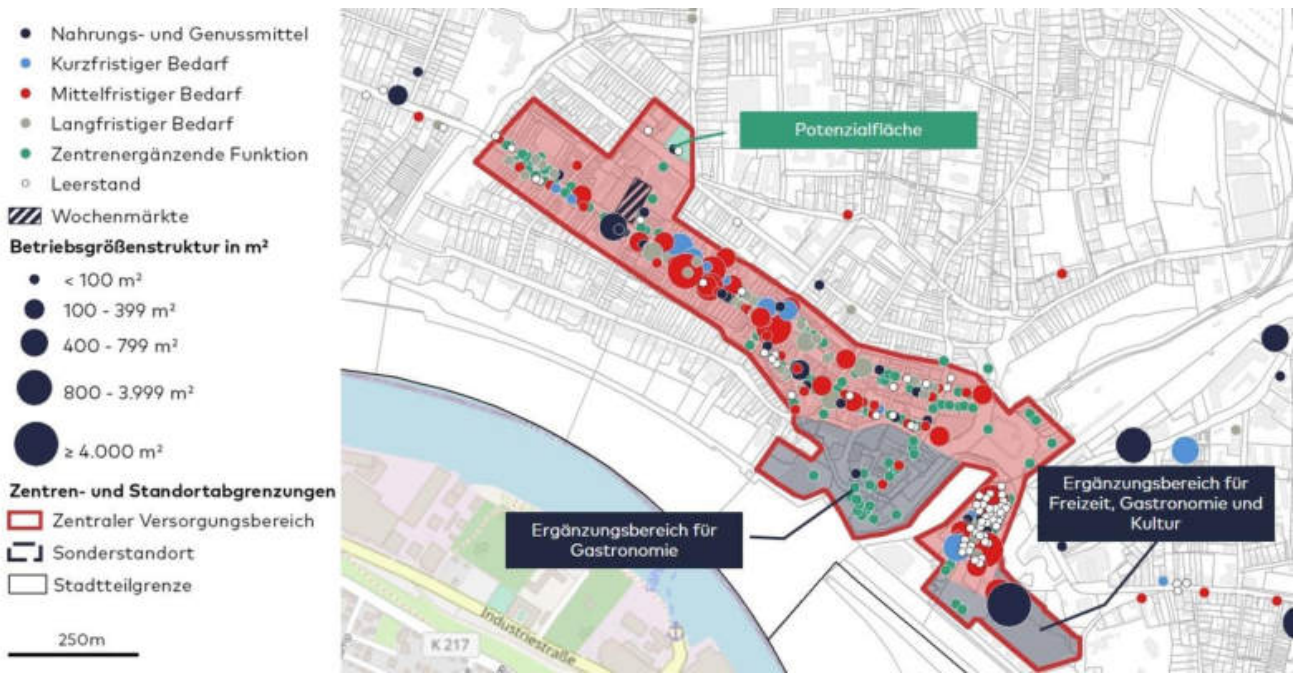 Nahrungs- und Genussmittel
Kurzfristiger Bedarf
Mittelfristiger Bedarf
Langfristiger Bedarf
Zentrenergänzende Funktion
Leerstand
Wochenmärkte
Betriebsgrößenstruktur in m²
< 100 m²
100 - 399 m²
400 - 799 m²
800 - 3.999 m²
≥ 4.000 m²
Zentren- und Standortabgrenzungen
Zentraler Versorgungsbereich
Sonderstandort
Stadtteilgrenze
250m
Potenzialfläche
Ergänzungsbereich für
Gastronomie
Ergänzungsbereich für
Freizeit, Gastronomie und
Kultur
Industriestraße
K 217